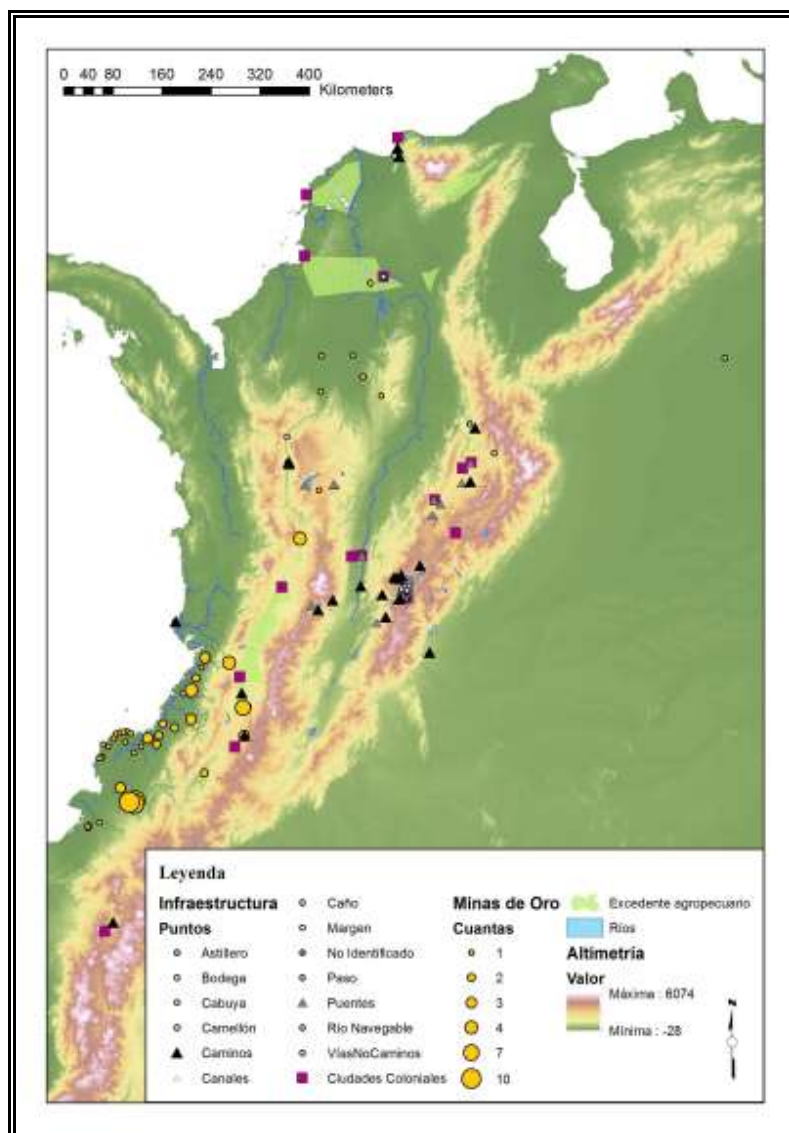 0 40 80 160 240 320 400
Kilometers
Leyenda
Infraestructura
Puntos
Astillero
Bodega
Cabuya
Camellón
Caminos
Canales
Caño
Margen
No Identificado
Paso
Puentes
Río Navegable
VíasNoCaminos
Ciudades Coloniales
Minas de Oro
Cuantas
1
2
3
4
7
10
Excedente agropecuario
Ríos
Altimetría
Valor
Máxima : 6074
Mínima : -28
N